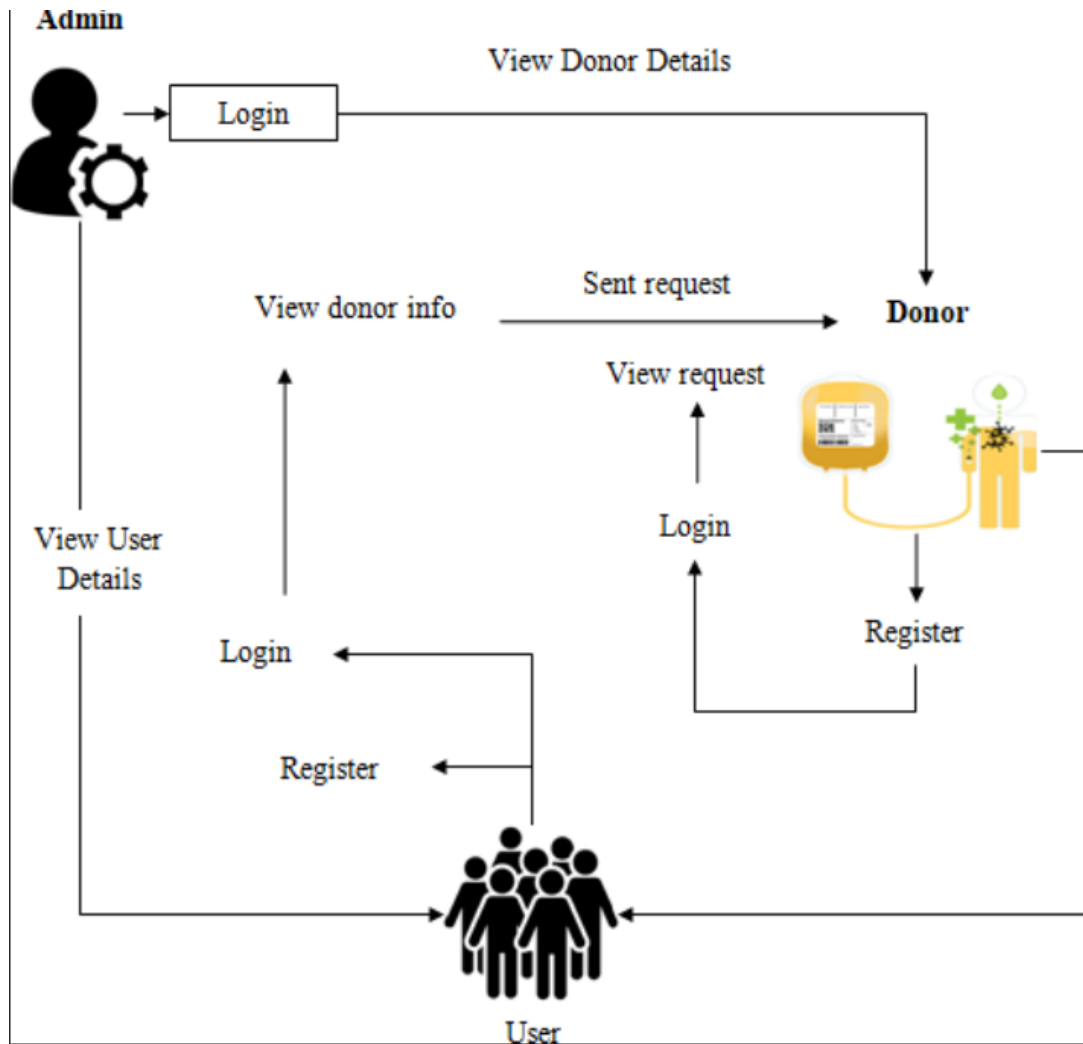 Admin
View Donor Details
Login
Sent request
View donor info
Donor
View request
Login
View User
Details
Register
Login
Register
User